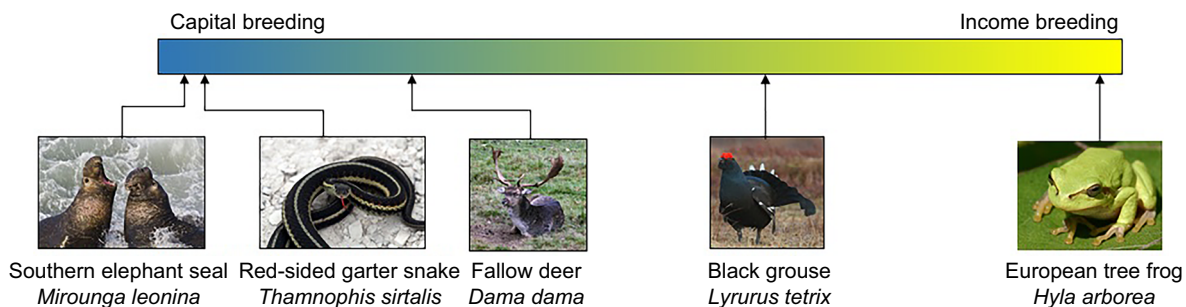 Capital breeding
Income breeding
Southern elephant seal
Mirounga leonina
Red-sided garter snake
Thamnophis sirtalis
Fallow deer
Dama dama
Black grouse
Lyrurus tetrix
European tree frog
Hyla arborea